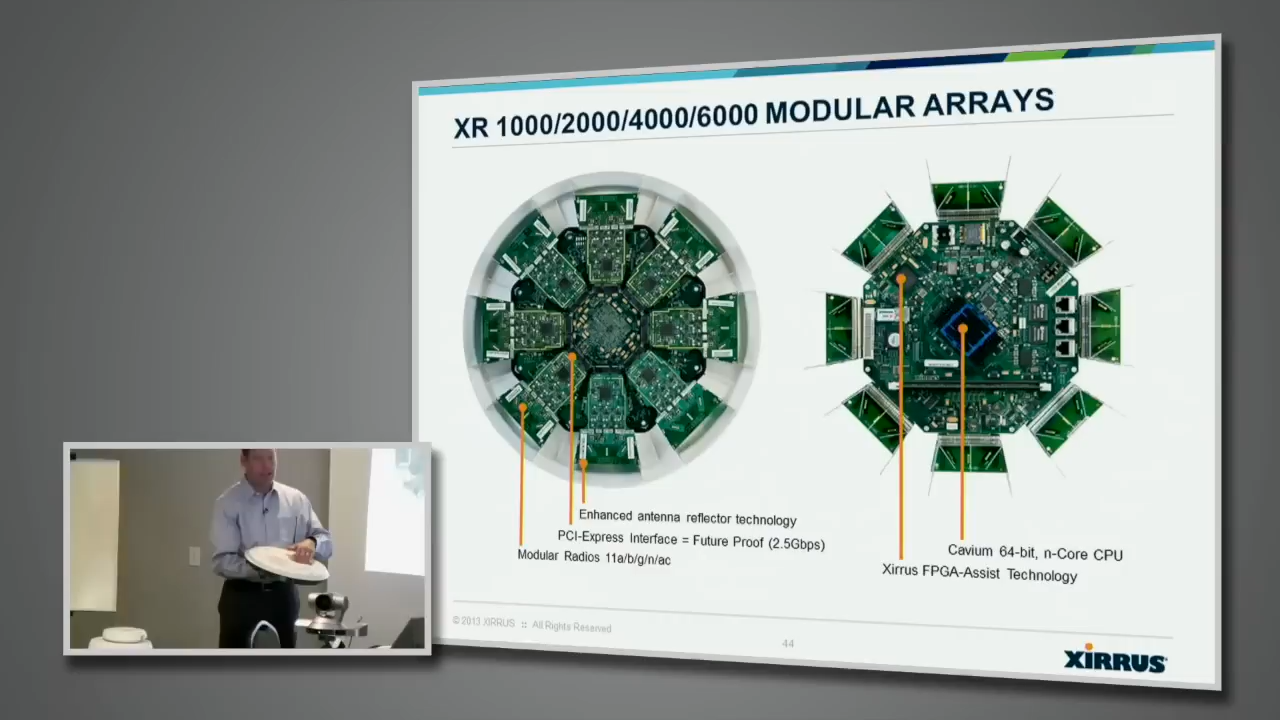 XR 1000/2000/4000/6000 MODULAR ARRAYS
Enhanced antenna reflector technology
PCI-Express Interface = Future Proof (2.5Gbps)
Modular Radios 11a/b/g/n/ac
Cavium 64-bit, n-Core CPU
Xirrus FPGA-Assist Technology
© 2013 XIRRUS :: All Rights Reserved
44
XIRRUS